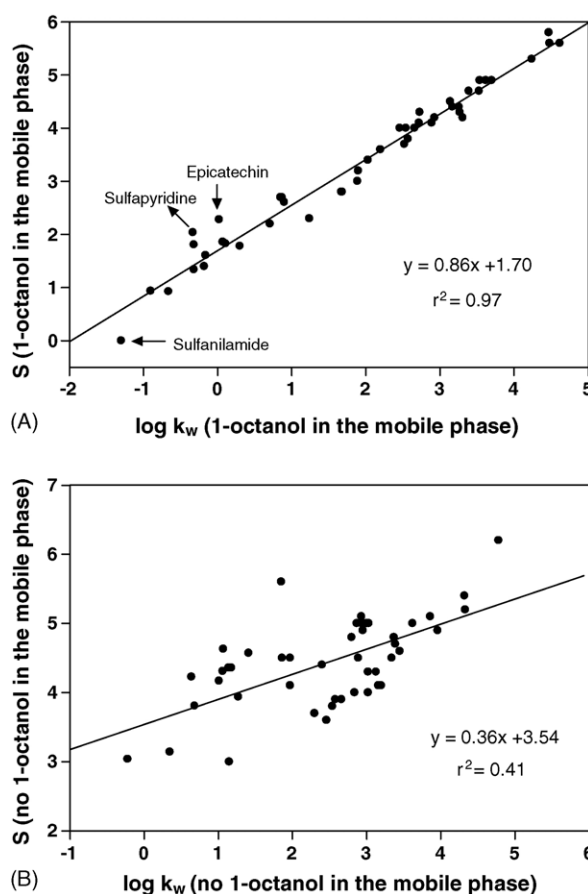 6
5
4
3
2
1
0
-2
-1
0
1
2
3
4
5
S (1-octanol in the mobile phase)
Epicatechin
Sulfapyridine
Sulfanilamide
y = 0.86x +1.70
r² = 0.97
(A)
log kw (1-octanol in the mobile phase)
7
6
5
4
3
2
-1
0
1
2
3
4
5
6
S (no 1-octanol in the mobile phase)
y = 0.36x +3.54
r² = 0.41
(B)
log kw (no 1-octanol in the mobile phase)